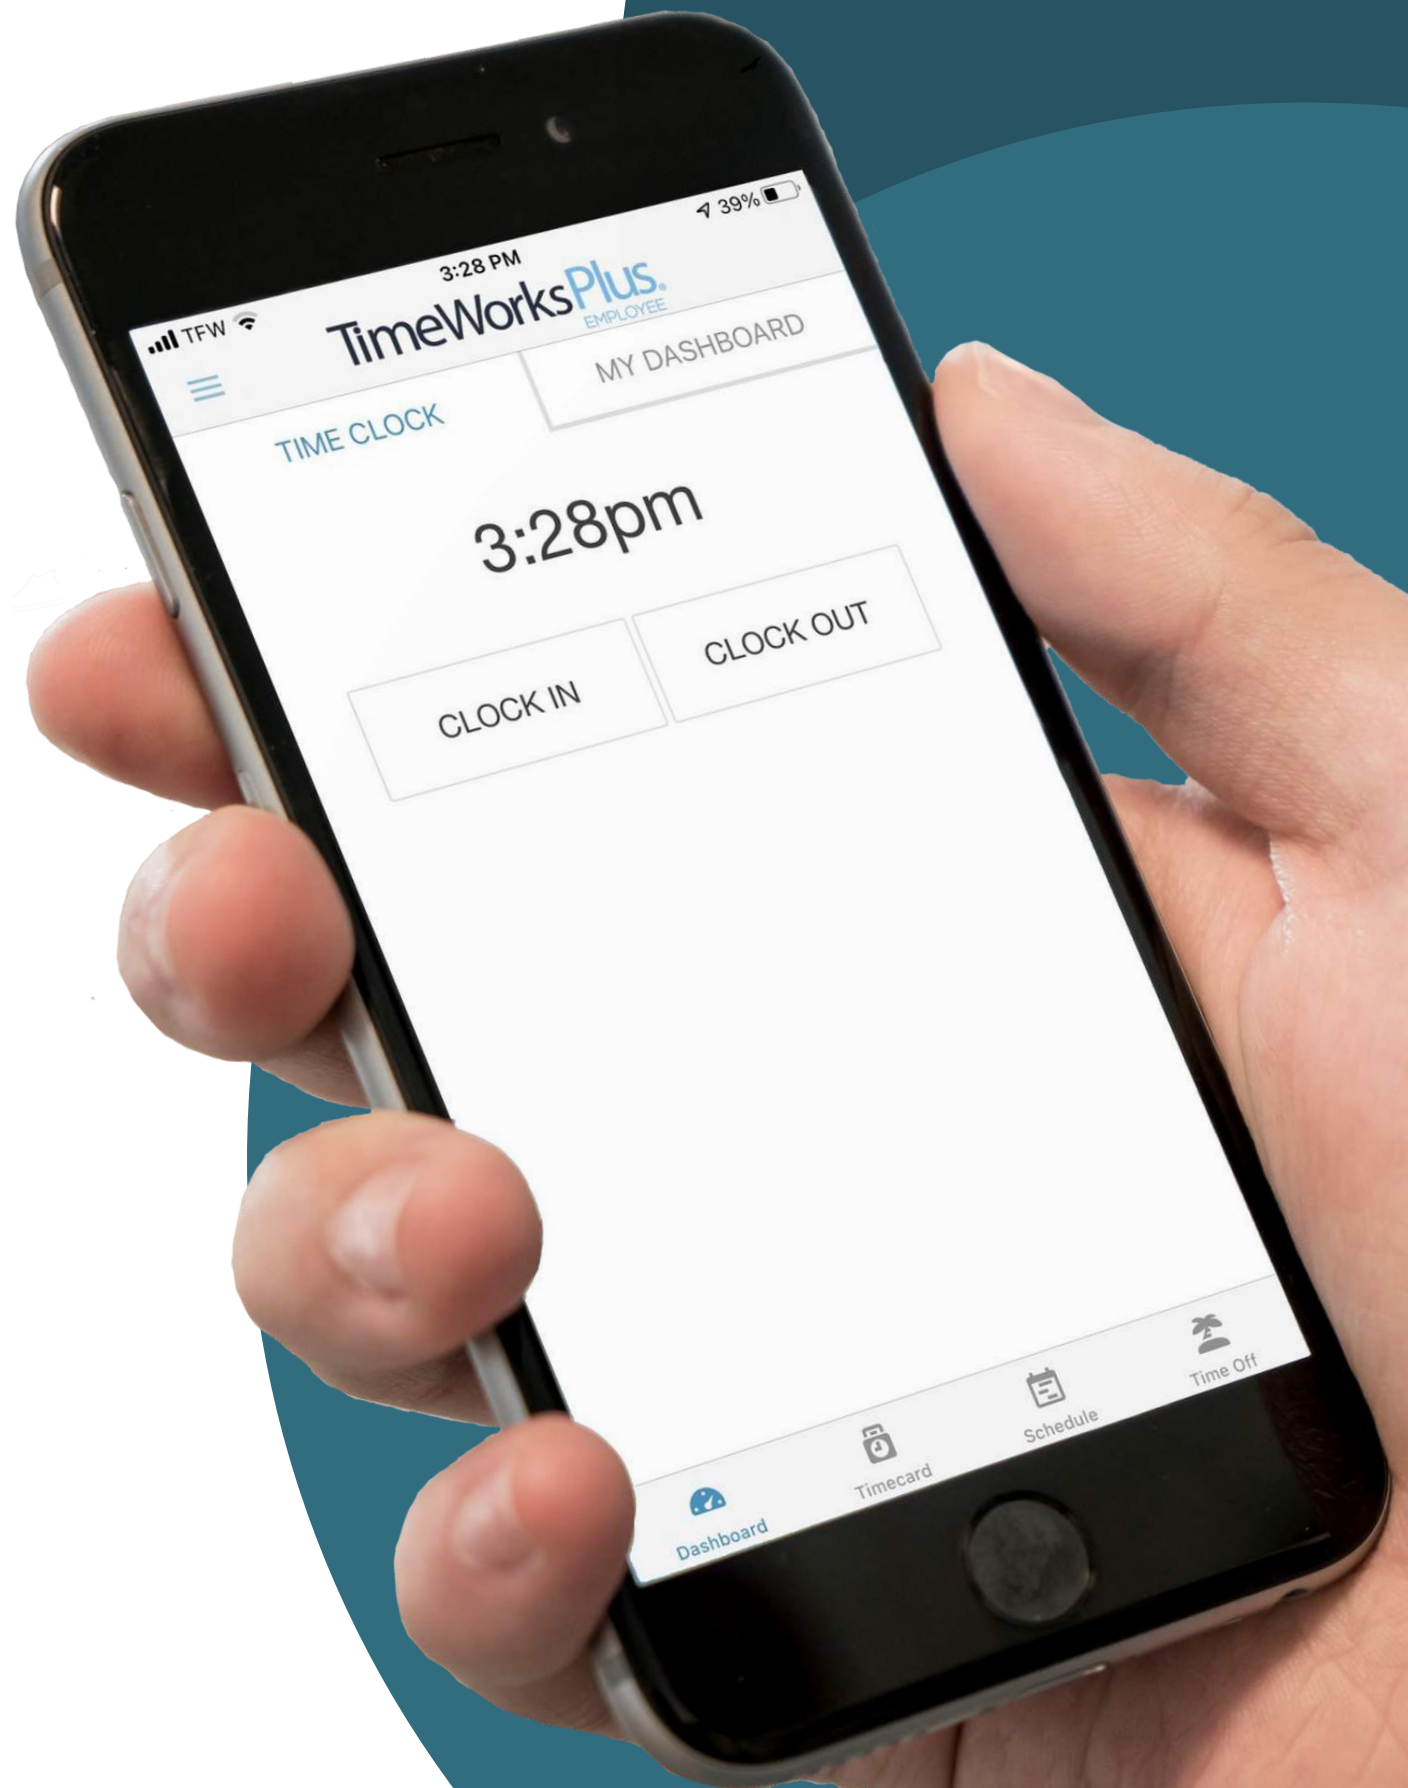 TFW 3:28 PM 39%
TimeWorksPlus.
EMPLOYEE
TIME CLOCK MY DASHBOARD
3:28pm
CLOCK IN CLOCK OUT
Dashboard Timecard Schedule Time Off